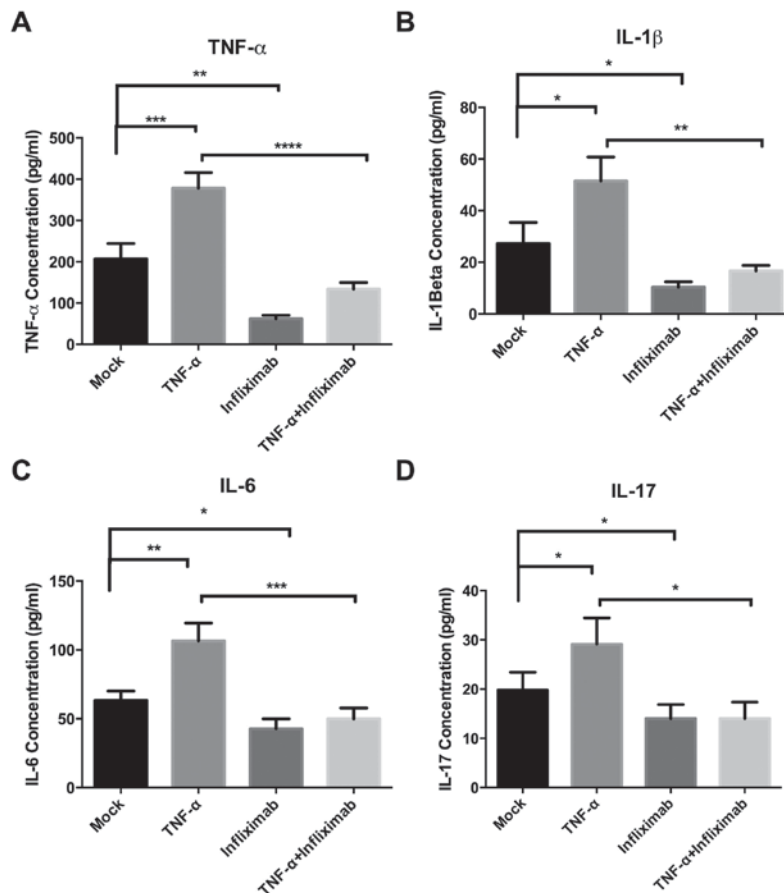 A
TNF-α
**
***
****
TNF-α Concentration (pg/ml)
500
400
300
200
100
0
Mock
TNF-α
Infliximab
TNF-α+Infliximab
B
IL-1β
*
*
**
IL-1Beta Concentration (pg/ml)
80
60
40
20
0
Mock
TNF-α
Infliximab
TNF-α+Infliximab
C
IL-6
*
**
***
IL-6 Concentration (pg/ml)
150
100
50
0
Mock
TNF-α
Infliximab
TNF-α+Infliximab
D
IL-17
*
*
*
IL-17 Concentration (pg/ml)
40
30
20
10
0
Mock
TNF-α
Infliximab
TNF-α+Infliximab